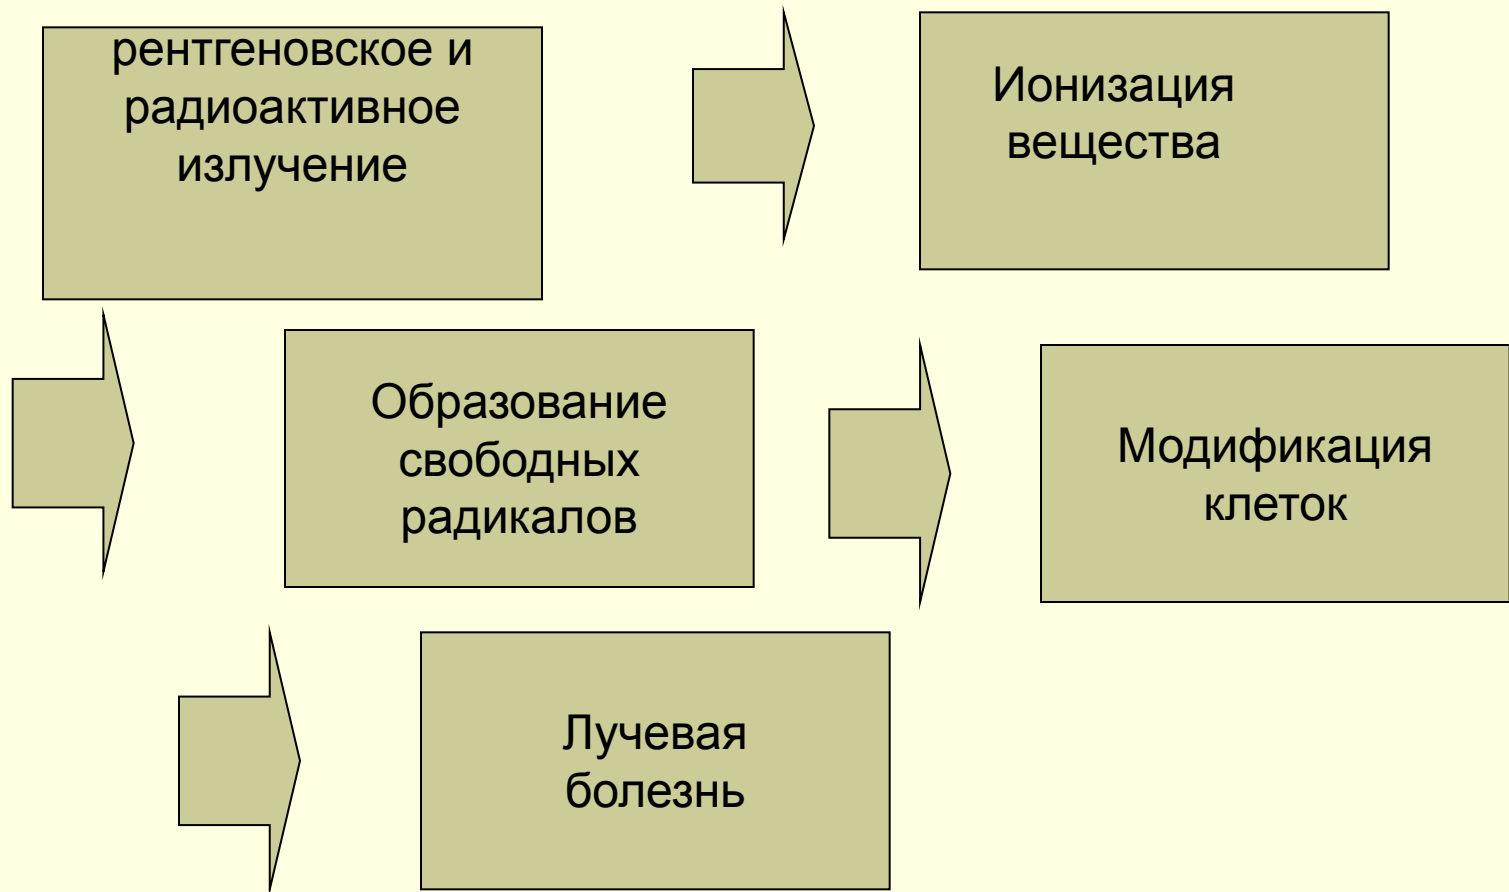 рентгеновское и
радиоактивное
излучение
Ионизация
вещества
Образование
свободных
радикалов
Модификация
клеток
Лучевая
болезнь